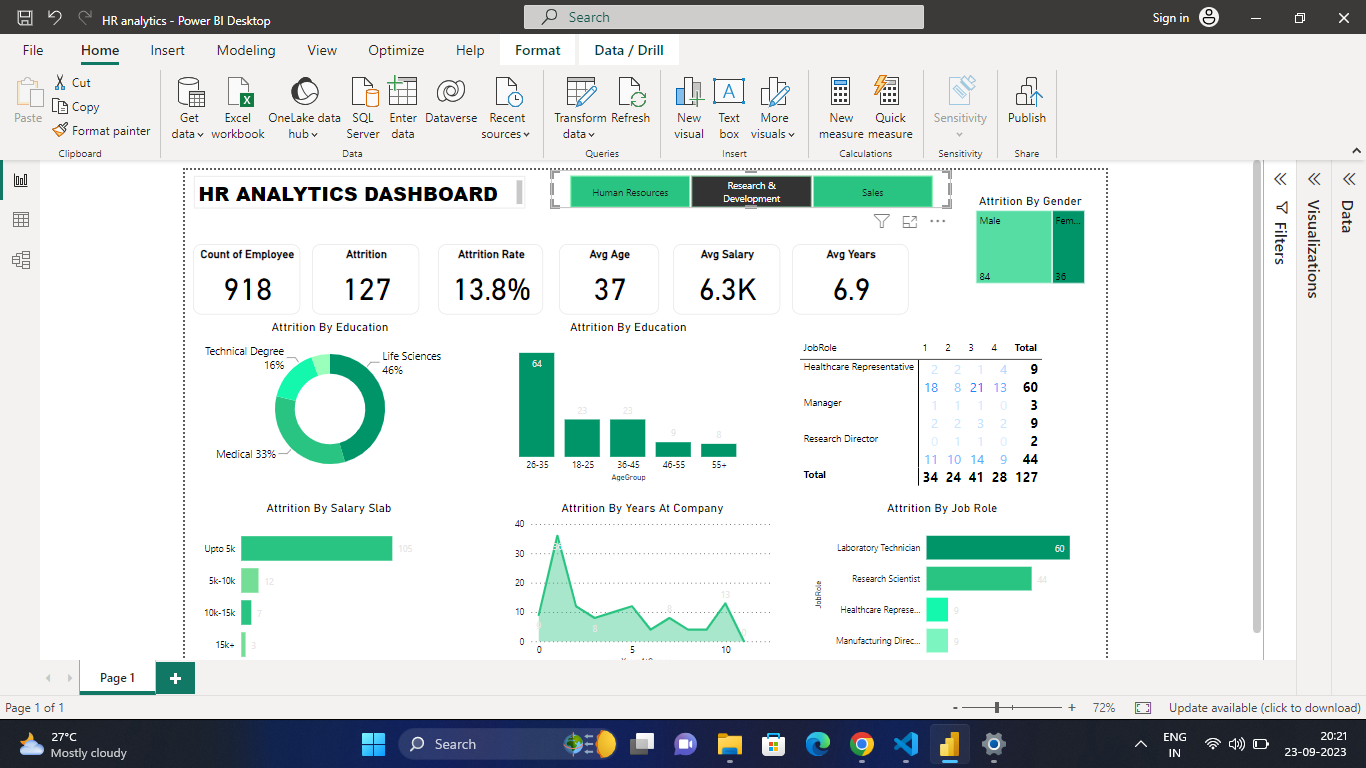 HR analytics - Power BI Desktop
Search
Sign in
File Home Insert Modeling View Optimize Help Format Data / Drill
Paste
Cut
Copy
Format painter
Get data
Excel workbook
OneLake data hub
SQL Server
Enter data
Dataverse
Recent sources
Transform data
Refresh
New visual
Text box
More visuals
New measure
Quick measure
Sensitivity
Publish
Clipboard
Data
Queries
Insert
Calculations
Sensitivity
Share
HR ANALYTICS DASHBOARD
Human Resources
Research &
Development
Sales
Attrition By Gender
Male
Fem...
84
36
Filters
Visualizations
Data
Count of Employee
918
Attrition
127
Attrition Rate
13.8%
Avg Age
37
Avg Salary
6.3K
Avg Years
6.9
Attrition By Education
Technical Degree
16%
Life Sciences
46%
Medical 33%
Attrition By Education
64
23
23
9
8
26-35 18-25 36-45 46-55 55+
AgeGroup
JobRole 1 2 3 4 Total
Healthcare Representative 2 2 1 4 9
18 8 21 13 60
Manager 1 1 1 0 3
2 2 3 2 9
Research Director 0 1 1 0 2
11 10 14 9 44
Total 34 24 41 28 127
Attrition By Salary Slab
Upto 5k 105
5k-10k 12
10k-15k 7
15k+ 3
Attrition By Years At Company
40
30
20
10
0
8
8
13
0 5 10
Attrition By Job Role
JobRole
Laboratory Technician 60
Research Scientist 44
Healthcare Represe... 9
Manufacturing Direc... 9
Page 1
Page 1 of 1
- + 72%
Update available (click to download)
27°C
Mostly cloudy
Search
ENG
IN
20:21
23-09-2023